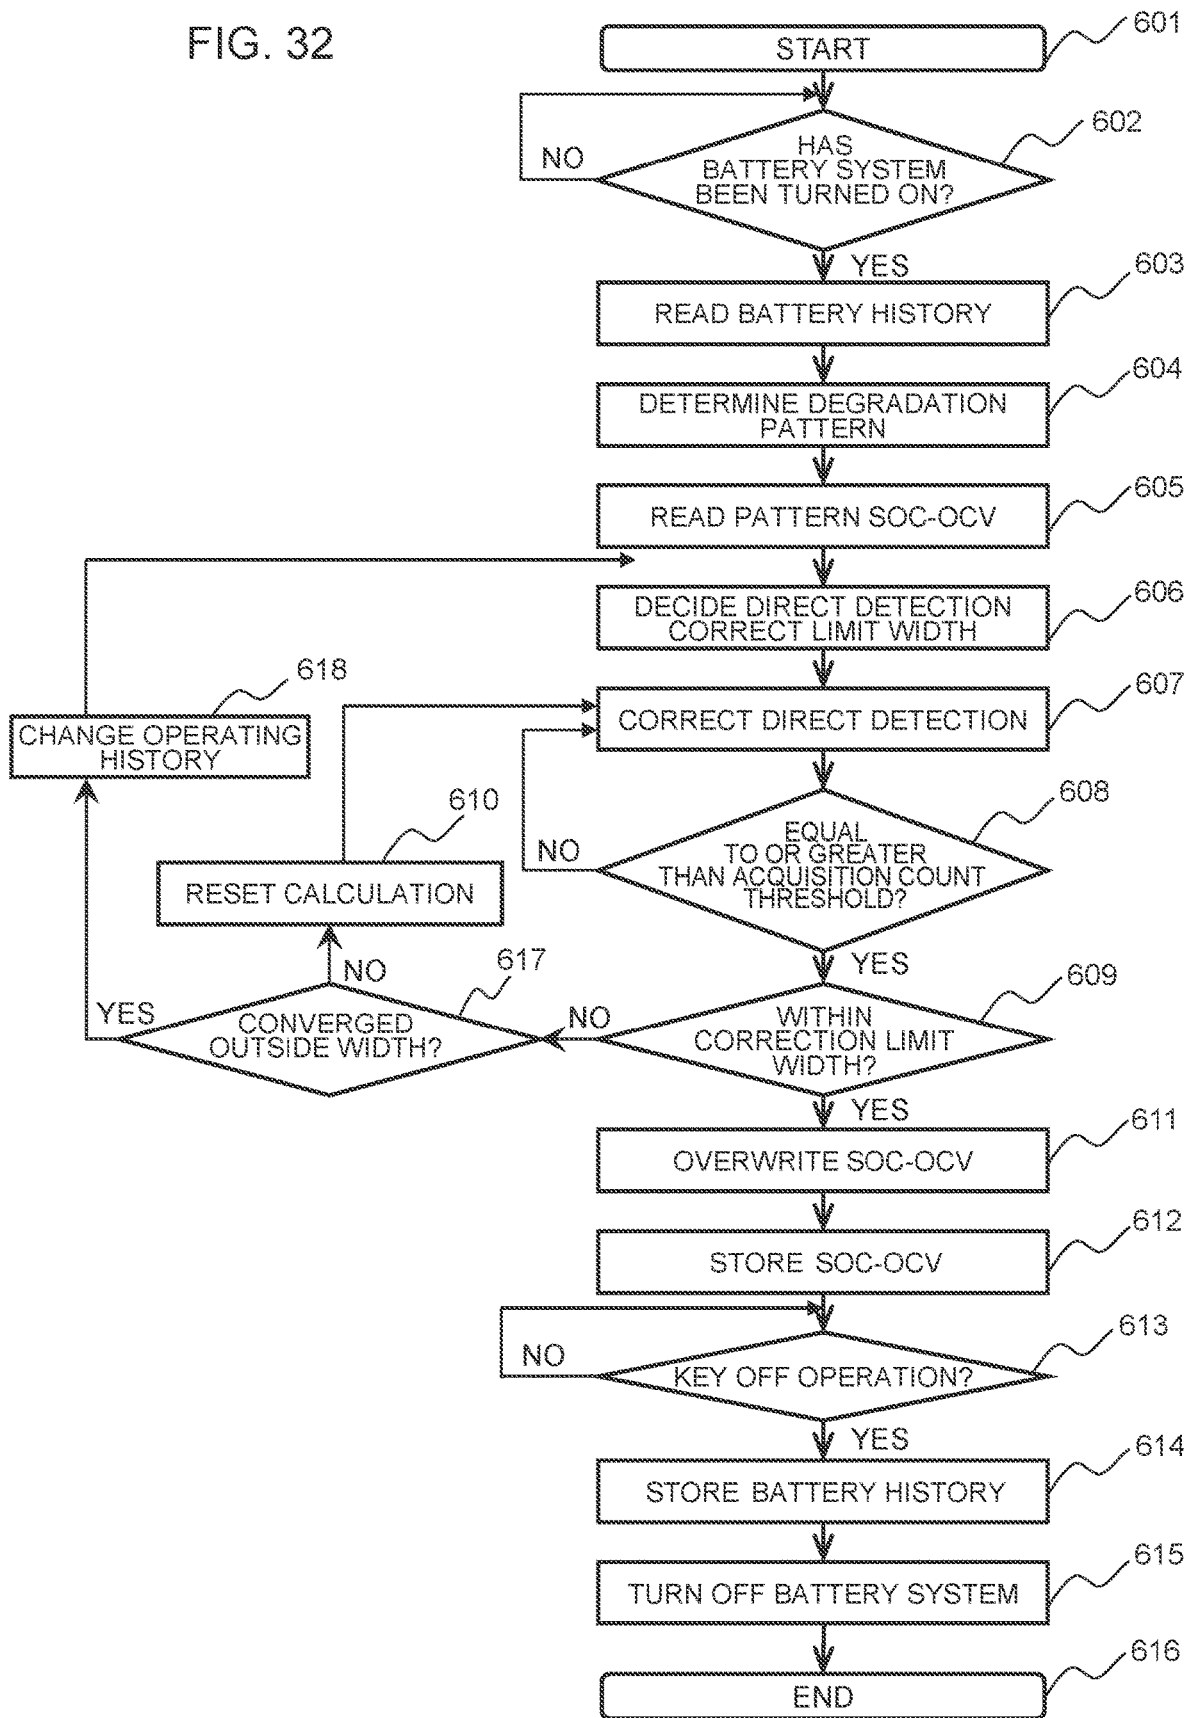 FIG. 32
START
601
HAS
BATTERY SYSTEM
BEEN TURNED ON?
602
NO
YES
READ BATTERY HISTORY
603
DETERMINE DEGRADATION
PATTERN
604
READ PATTERN SOC-OCV
605
DECIDE DIRECT DETECTION
CORRECT LIMIT WIDTH
606
CORRECT DIRECT DETECTION
607
618
CHANGE OPERATING
HISTORY
EQUAL
TO OR GREATER
THAN ACQUISITION COUNT
THRESHOLD?
608
NO
YES
610
RESET CALCULATION
NO
617
YES
CONVERGED
OUTSIDE WIDTH?
NO
WITHIN
CORRECTION LIMIT
WIDTH?
609
YES
OVERWRITE SOC-OCV
611
STORE SOC-OCV
612
NO
KEY OFF OPERATION?
613
YES
STORE BATTERY HISTORY
614
TURN OFF BATTERY SYSTEM
615
END
616